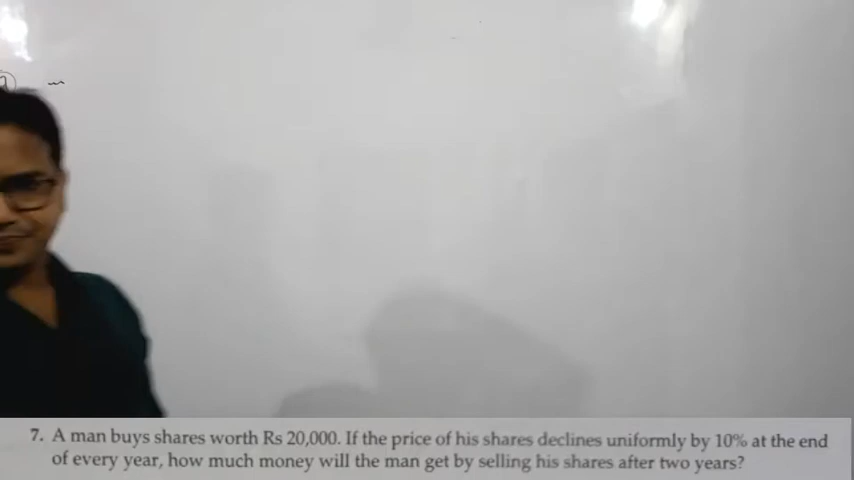 7. A man buys shares worth Rs 20,000. If the price of his shares declines uniformly by 10% at the end
of every year, how much money will the man get by selling his shares after two years?